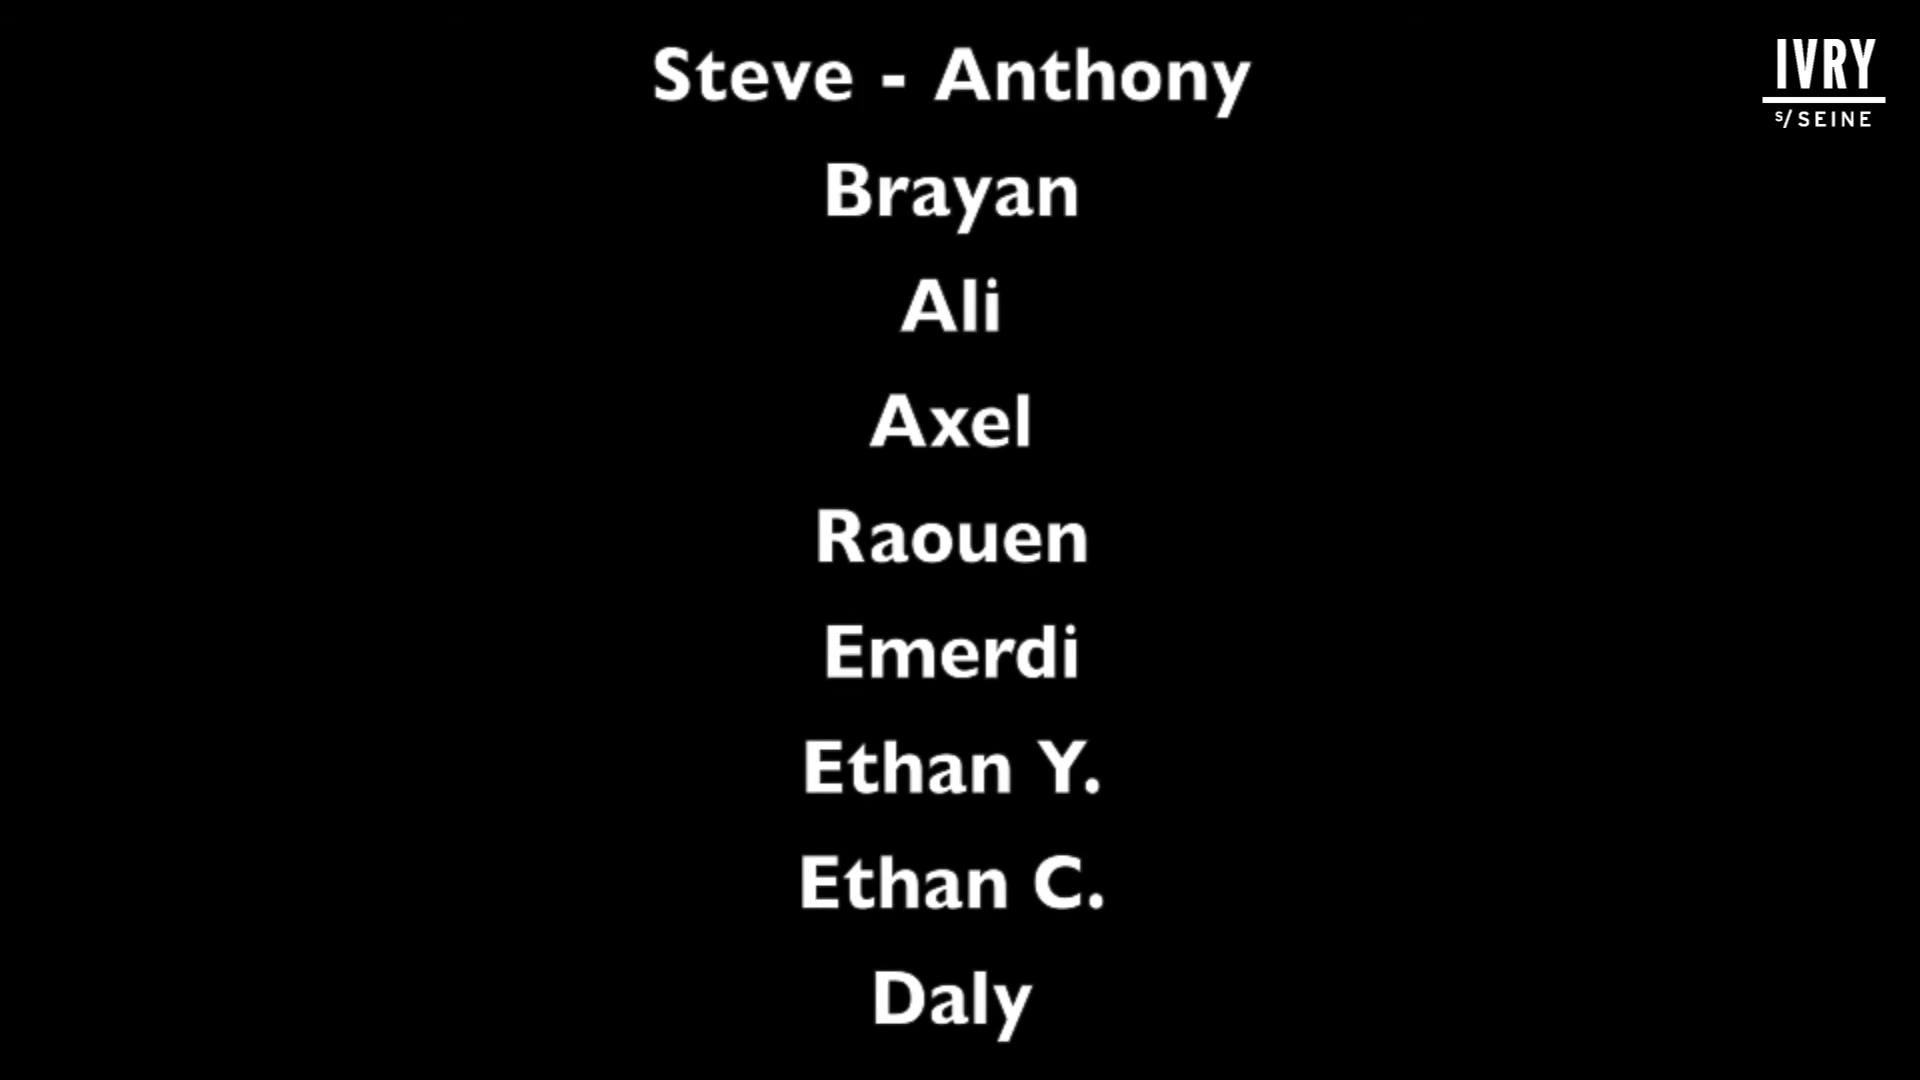 Steve - Anthony
IVRY
s/SEINE
Brayan
Ali
Axel
Raouen
Emerdi
Ethan Y.
Ethan C.
Daly